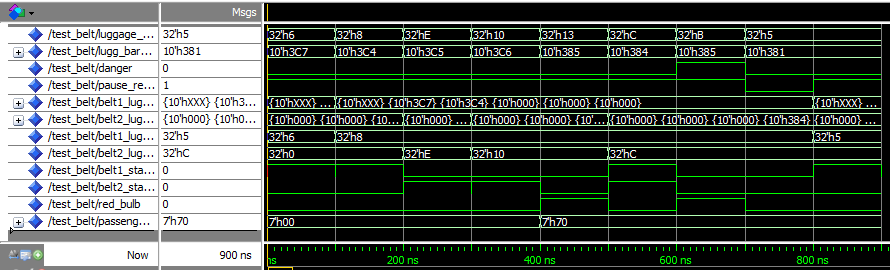 Msgs
/test_belt/luggage_... 32'h5 32'h6 32'h8 32'hE 32'h10 32'h13 32'hC 32'hB 32'h5
/test_belt/lugg_bar... 10'h381 10'h3C7 10'h3C4 10'h3C5 10'h3C6 10'h385 10'h384 10'h385 10'h381
/test_belt/danger 0
/test_belt/pause_re... 1
/test_belt/belt1_lug... {10'hXXX} {10'h3... {10'hXXX} ... {10'hXXX} {10'h3C7} {10'h3C4} {10'h000} {10'h000} {10'h000} {10'hXXX} ...
/test_belt/belt2_lug... {10'h000} {10'h0... {10'h000} {10'h000} {10... {10'h000} ... {10'h000} {10'h000} {10'... {10'h000} {10'h000} {10'h000} {10'h384} {10'h000} ...
/test_belt/belt1_lug... 32'h5 32'h6 32'h8 32'h5
/test_belt/belt2_lug... 32'hC 32'h0 32'hE 32'h10 32'hC
/test_belt/belt1_sta... 0
/test_belt/belt2_sta... 0
/test_belt/red_bulb 0
/test_belt/passeng... 7'h70 7'h00 7'h70
Now 900 ns ns 200 ns 400 ns 600 ns 800 ns